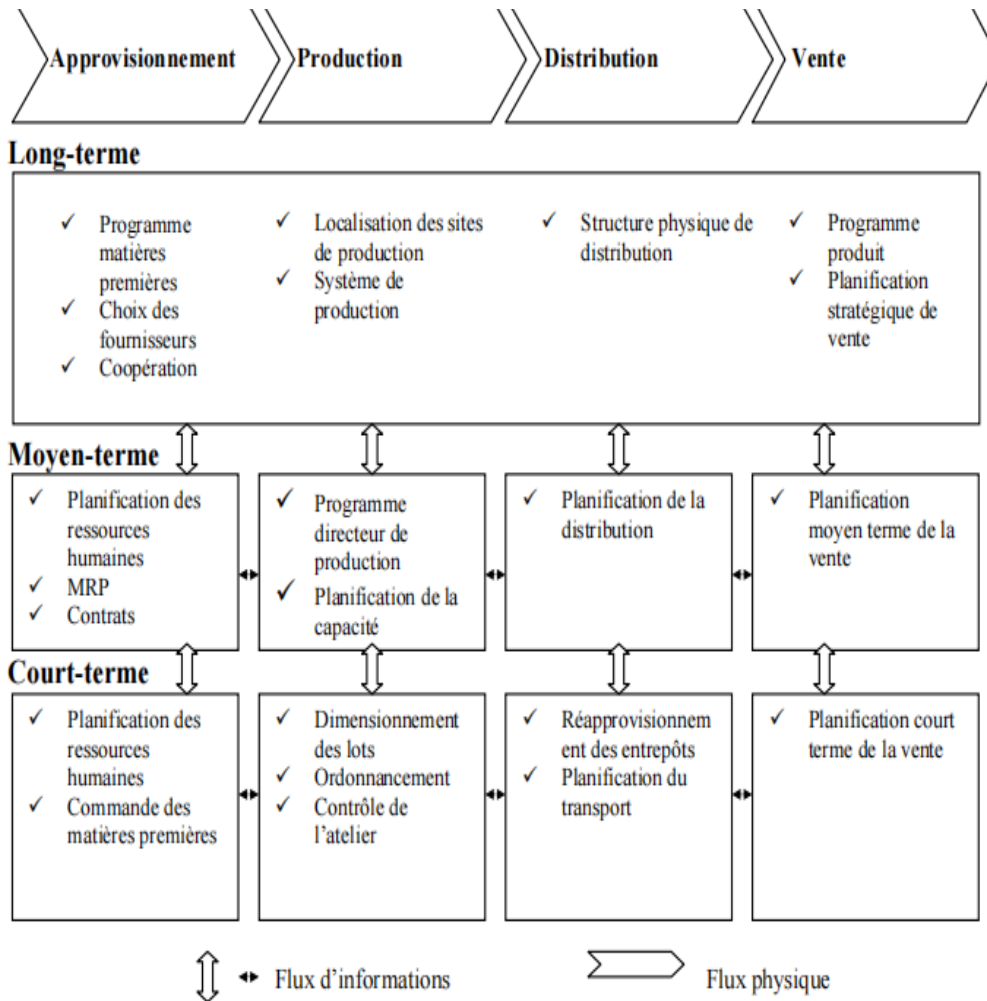 Approvisionnement
Production
Distribution
Vente
Long-terme
✓ Programme
matières
premières
✓ Choix des
fournisseurs
✓ Coopération
✓ Localisation des sites
de production
✓ Système de
production
✓ Structure physique de
distribution
✓ Programme
produit
✓ Planification
stratégique de
vente
Moyen-terme
✓ Planification des
ressources
humaines
✓ MRP
✓ Contrats
✓ Programme
directeur de
production
✓ Planification de la
capacité
✓ Planification de la
distribution
✓ Planification
moyen terme de la
vente
Court-terme
✓ Planification des
ressources
humaines
✓ Commande des
matières premières
✓ Dimensionnement
des lots
✓ Ordonnancement
✓ Contrôle de
l’atelier
✓ Réapprovisionnem
ent des entrepôts
✓ Planification du
transport
✓ Planification court
terme de la vente
Flux d’informations
Flux physique